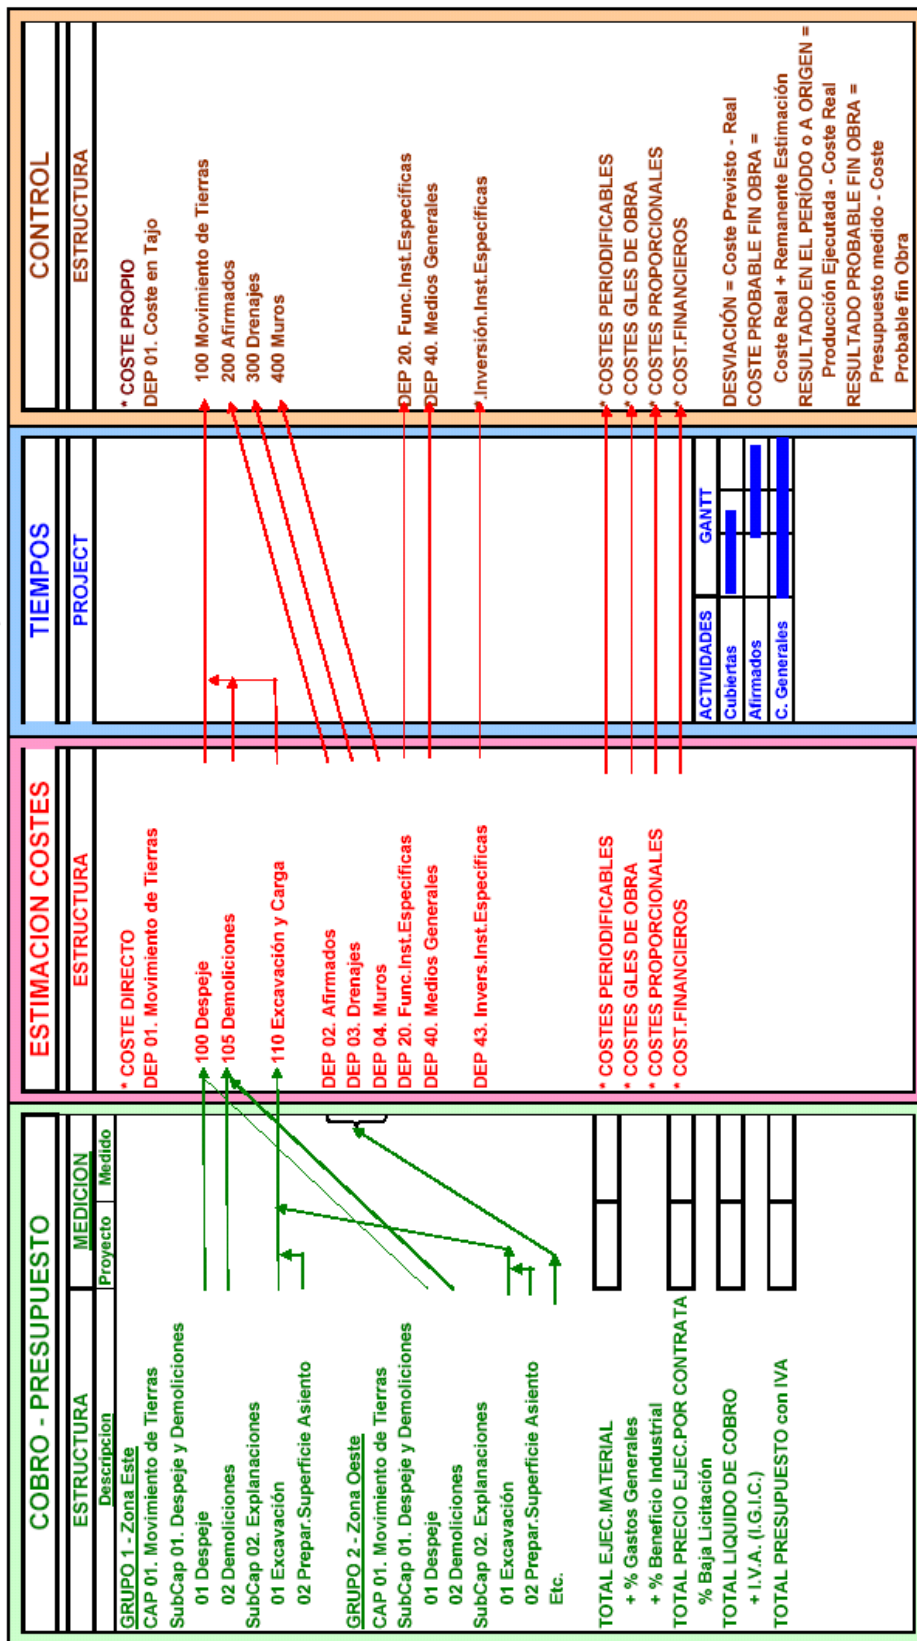 COBRO - PRESUPUESTO
ESTRUCTURA
MEDICION
Descripcion
Proyecto
Medido
GRUPO 1 - Zona Este
CAP 01. Movimiento de Tierras
SubCap 01. Despeje y Demoliciones
01 Despeje
02 Demoliciones
SubCap 02. Explanaciones
01 Excavación
02 Prepar.Superficie Asiento
GRUPO 2 - Zona Oeste
CAP 01. Movimiento de Tierras
SubCap 01. Despeje y Demoliciones
01 Despeje
02 Demoliciones
SubCap 02. Explanaciones
01 Excavación
02 Prepar.Superficie Asiento
Etc.
TOTAL EJEC.MATERIAL
+ % Gastos Generales
+ % Beneficio Industrial
TOTAL PRECIO EJEC.POR CONTRATA
% Baja Licitación
TOTAL LIQUIDO DE COBRO
+ I.V.A. (I.G.I.C.)
TOTAL PRESUPUESTO con IVA
ESTIMACION COSTES
ESTRUCTURA
* COSTE DIRECTO
DEP 01. Movimiento de Tierras
100 Despeje
105 Demoliciones
110 Excavación y Carga
DEP 02. Afirmados
DEP 03. Drenajes
DEP 04. Muros
DEP 20. Func.Inst.Específicas
DEP 40. Medios Generales
DEP 43. Invers.Inst.Específicas
* COSTES PERIODIFICABLES
* COSTES GLES DE OBRA
* COSTES PROPORCIONALES
* COST.FINANCIEROS
TIEMPOS
PROJECT
ACTIVIDADES
GANTT
Cubiertas
Afirmados
C. Generales
CONTROL
ESTRUCTURA
* COSTE PROPIO
DEP 01. Coste en Tajo
100 Movimiento de Tierras
200 Afirmados
300 Drenajes
400 Muros
DEP 20. Func.Inst.Específicas
DEP 40. Medios Generales
.Inversión.Inst.Específicas
* COSTES PERIODIFICABLES
* COSTES GLES DE OBRA
* COSTES PROPORCIONALES
* COST.FINANCIEROS
DESVIACIÓN = Coste Previsto - Real
COSTE PROBABLE FIN OBRA =
Coste Real + Remanente Estimación
RESULTADO EN EL PERÍODO o A ORIGEN =
Producción Ejecutada - Coste Real
RESULTADO PROBABLE FIN OBRA =
Presupuesto medido - Coste
Probable fin Obra